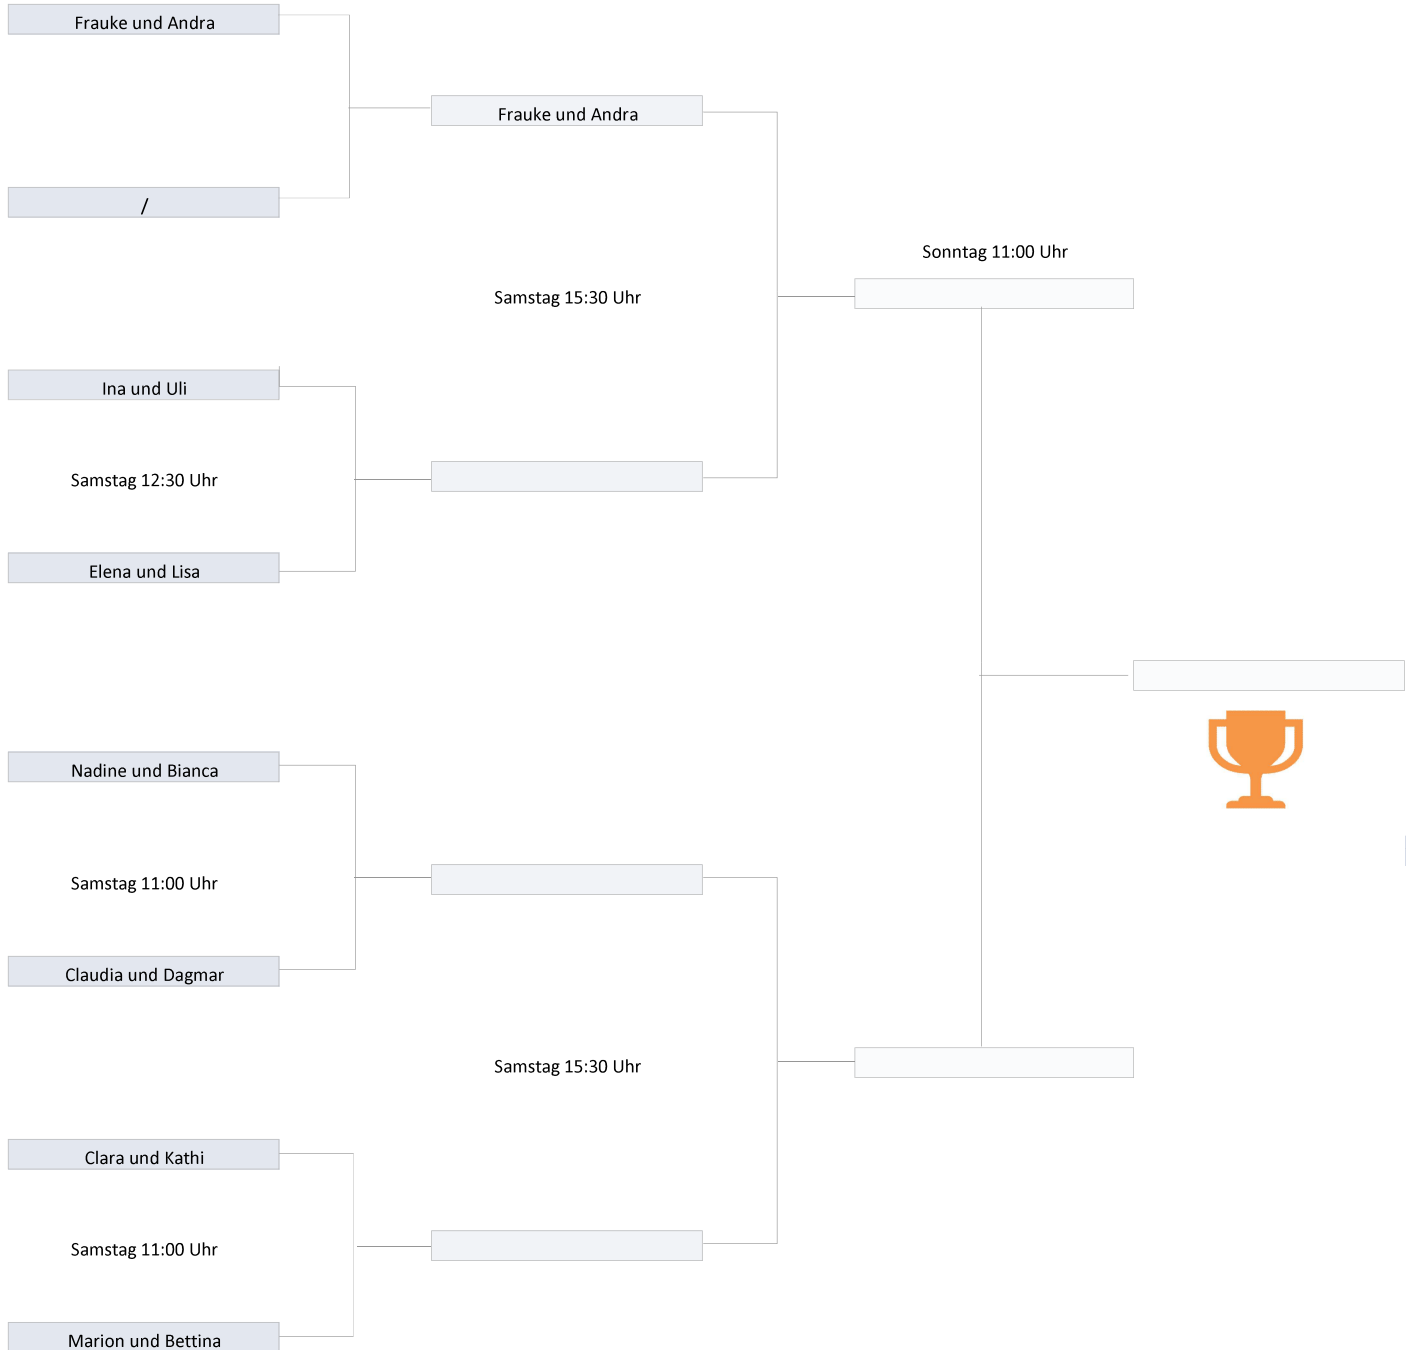 Frauke und Andra
Frauke und Andra
/
Sonntag 11:00 Uhr
Samstag 15:30 Uhr
Ina und Uli
Samstag 12:30 Uhr
Elena und Lisa
Nadine und Bianca
Samstag 11:00 Uhr
Claudia und Dagmar
Samstag 15:30 Uhr
Clara und Kathi
Samstag 11:00 Uhr
Marion und Bettina